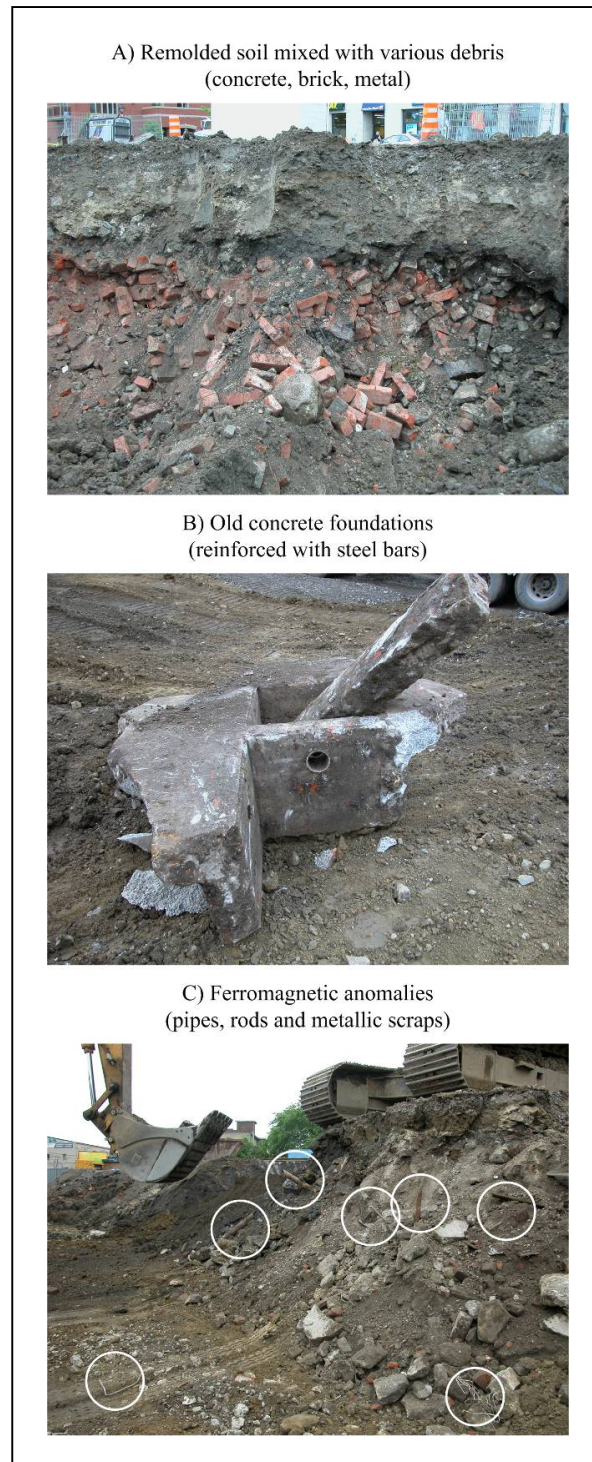 A) Remolded soil mixed with various debris
(concrete, brick, metal)
B) Old concrete foundations
(reinforced with steel bars)
C) Ferromagnetic anomalies
(pipes, rods and metallic scraps)